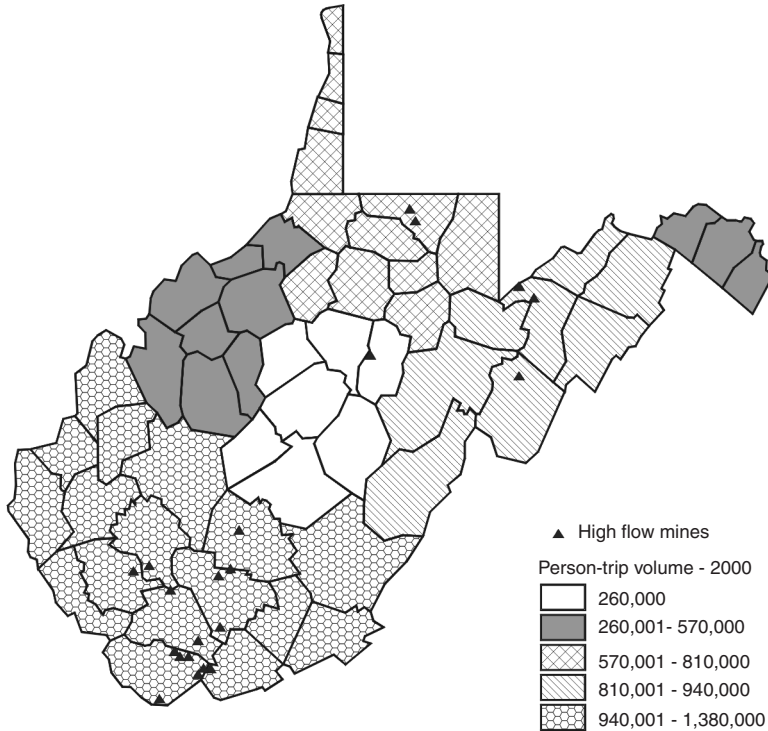 High flow mines
Person-trip volume - 2000
260,000
260,001- 570,000
570,001 - 810,000
810,001 - 940,000
940,001 - 1,380,000